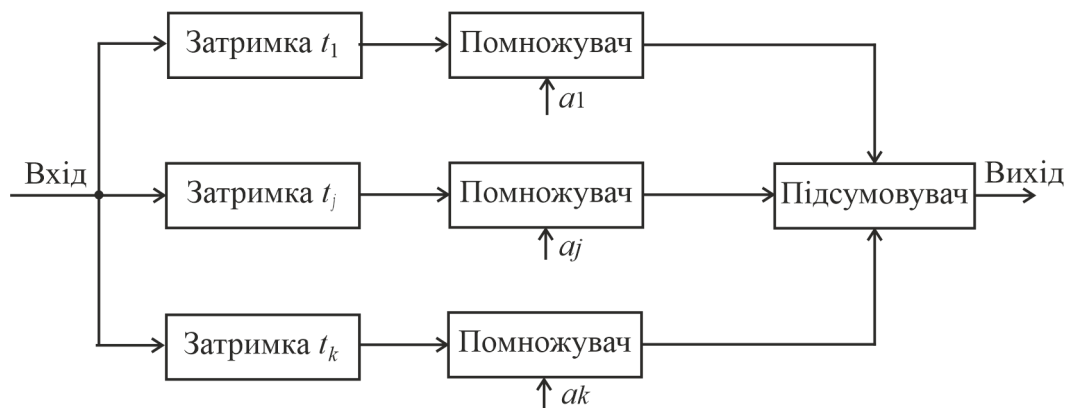 Затримка t₁
Помножувач
a1
Вхід
Затримка tⱼ
Помножувач
aj
Підсумовувач
Вихід
Затримка tₖ
Помножувач
ak